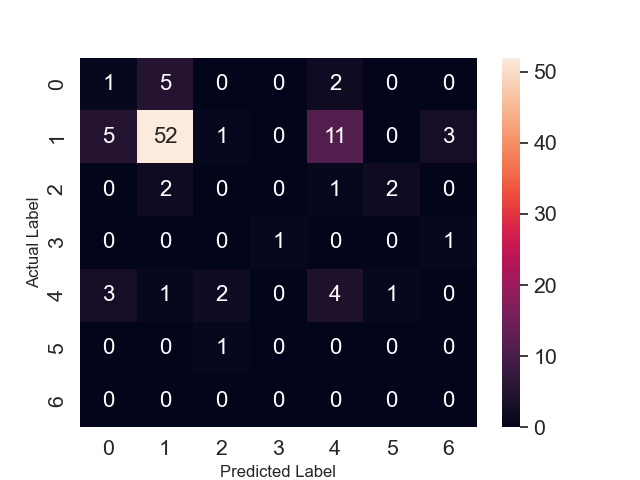 0 1 5 0 0 2 0 0
1 5 52 1 0 11 0 3
2 0 2 0 0 1 2 0
3 0 0 0 1 0 0 1
4 3 1 2 0 4 1 0
5 0 0 1 0 0 0 0
6 0 0 0 0 0 0 0
0 1 2 3 4 5 6
Predicted Label
Actual Label
50
40
30
20
10
0